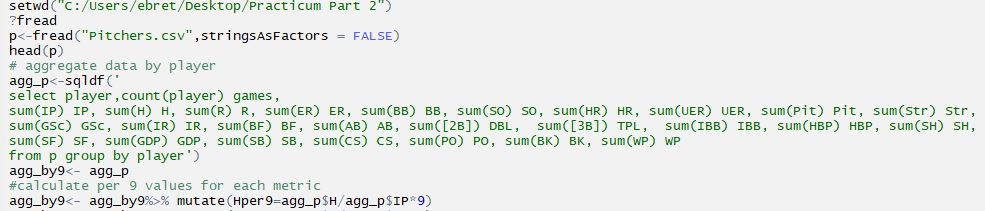 setwd("C:/Users/ebret/Desktop/Practicum Part 2")
?fread
p<-fread("Pitchers.csv",stringsAsFactors = FALSE)
head(p)
# aggregate data by player
agg_p<-sqldf('
select player,count(player) games,
sum(IP) IP, sum(H) H, sum(R) R, sum(ER) ER, sum(BB) BB, sum(SO) SO, sum(HR) HR, sum(UER) UER, sum(Pit) Pit, sum(Str) Str,
sum(GSc) GSc, sum(IR) IR, sum(BF) BF, sum(AB) AB, sum([2B]) DBL,  sum([3B]) TPL,  sum(IBB) IBB, sum(HBP) HBP, sum(SH) SH,
sum(SF) SF, sum(GDP) GDP, sum(SB) SB, sum(CS) CS, sum(PO) PO, sum(BK) BK, sum(WP) WP
from p group by player')
agg_by9<- agg_p
#calculate per 9 values for each metric
agg_by9<- agg_by9%>% mutate(Hper9=agg_p$H/agg_p$IP*9)